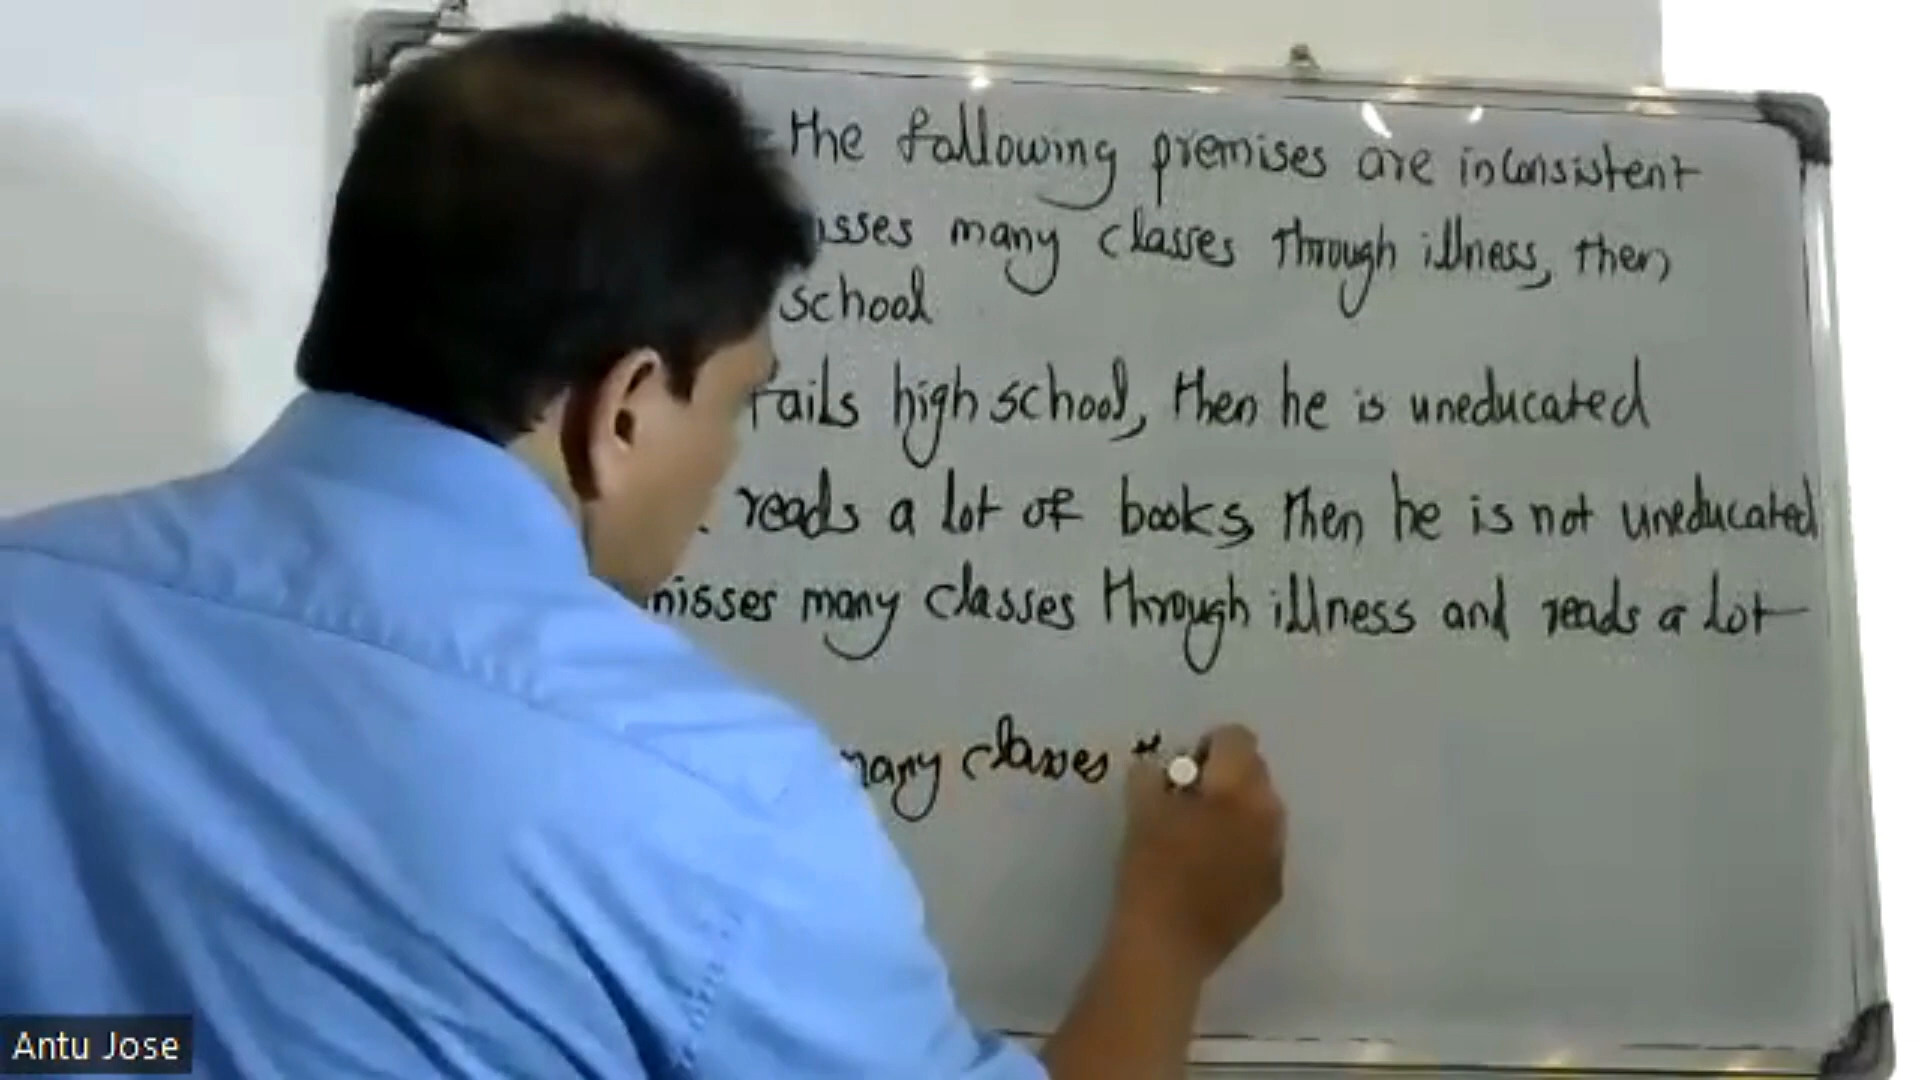 the following premises are inconsistent
many classes through illness, then
school
fails high school, then he is uneducated
reads a lot of books, then he is not uneducated
misses many classes through illness and reads a lot
many classes
Antu Jose